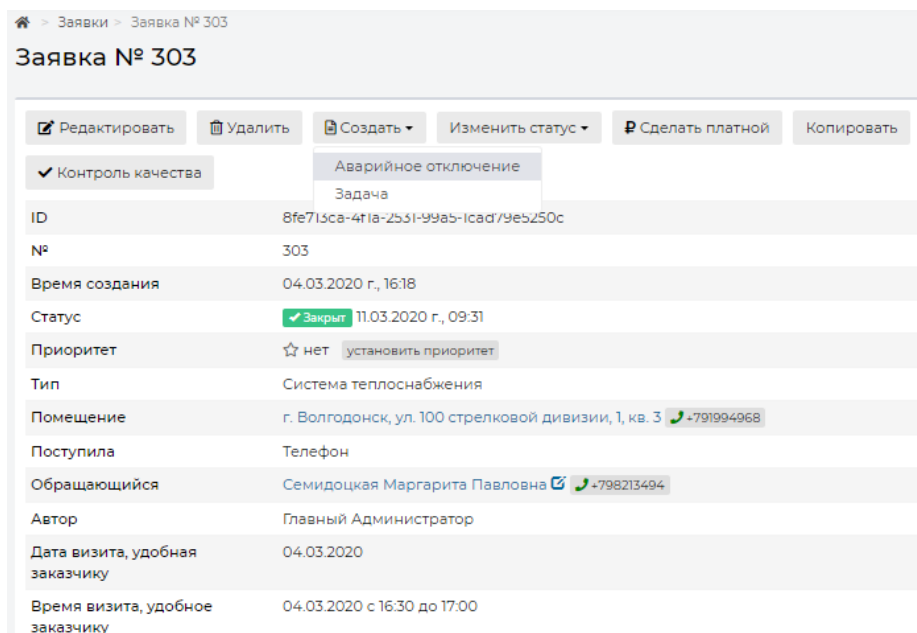 > Заявки > Заявка № 303
Заявка № 303
Редактировать Удалить Создать Изменить статус Сделать платной Копировать
Контроль качества
Аварийное отключение
Задача
ID 8fe713ca-4f1a-2531-99a5-1cad79e5250c
№ 303
Время создания 04.03.2020 г., 16:18
Статус Закрыт 11.03.2020 г., 09:31
Приоритет нет установить приоритет
Тип Система теплоснабжения
Помещение г. Волгодонск, ул. 100 стрелковой дивизии, 1, кв. 3 +791994968
Поступила Телефон
Обращающийся Семидоцкая Маргарита Павловна +798213494
Автор Главный Администратор
Дата визита, удобная 04.03.2020
заказчику
Время визита, удобное 04.03.2020 с 16:30 до 17:00
заказчику